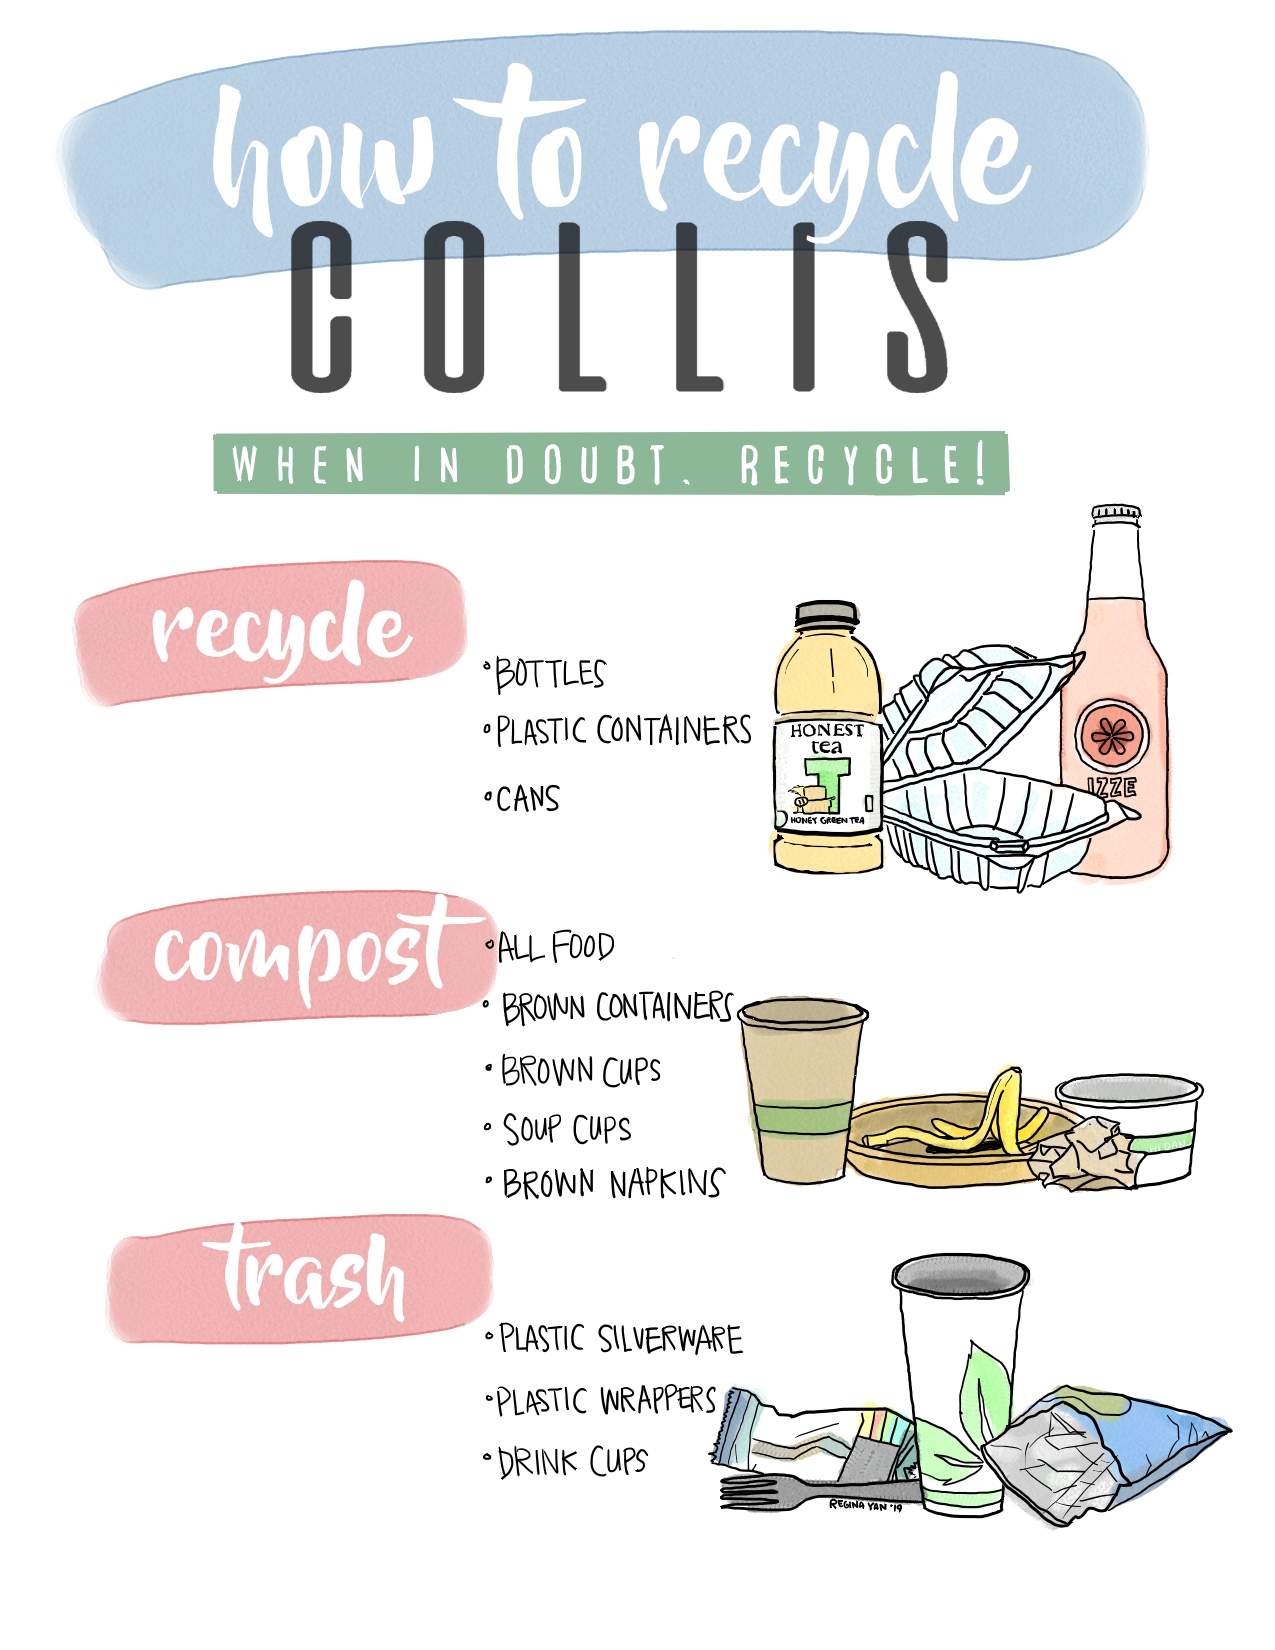 how to recycle
COLLIS
WHEN IN DOUBT, RECYCLE!
recycle
°BOTTLES
°PLASTIC CONTAINERS
°CANS
HONEST
tea
T
HONEY GREEN TEA
IZZE
compost
°ALL FOOD
° BROWN CONTAINERS
° BROWN CUPS
° SOUP CUPS
° BROWN NAPKINS
trash
°PLASTIC SILVERWARE
°PLASTIC WRAPPERS
°DRINK CUPS
REGINA YAN '19